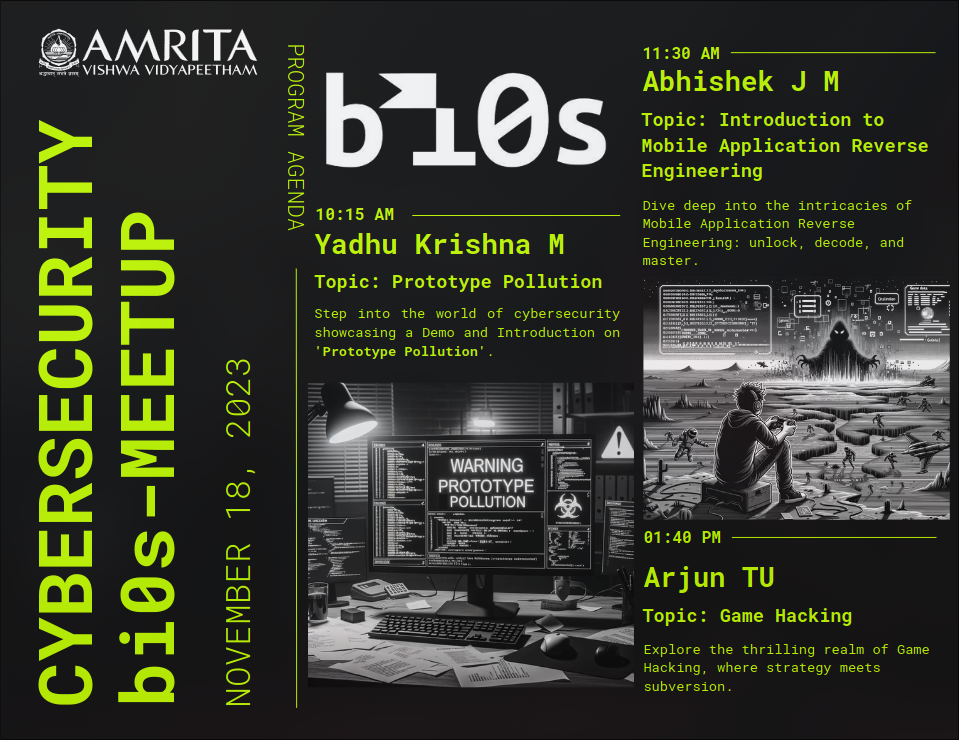 AMRITA
VISHWA VIDYAPEETHAM
CYBERSECURITY
bi0s-MEETUP
NOVEMBER 18, 2023
PROGRAM AGENDA
bi0s
10:15 AM
Yadhu Krishna M
Topic: Prototype Pollution
Step into the world of cybersecurity
showcasing a Demo and Introduction on
'Prototype Pollution'.
WARNING
PROTOTYPE
POLLUTION
11:30 AM
Abhishek J M
Topic: Introduction to
Mobile Application Reverse
Engineering
Dive deep into the intricacies of
Mobile Application Reverse
Engineering: unlock, decode, and
master.
Game data
01:40 PM
Arjun TU
Topic: Game Hacking
Explore the thrilling realm of Game
Hacking, where strategy meets
subversion.